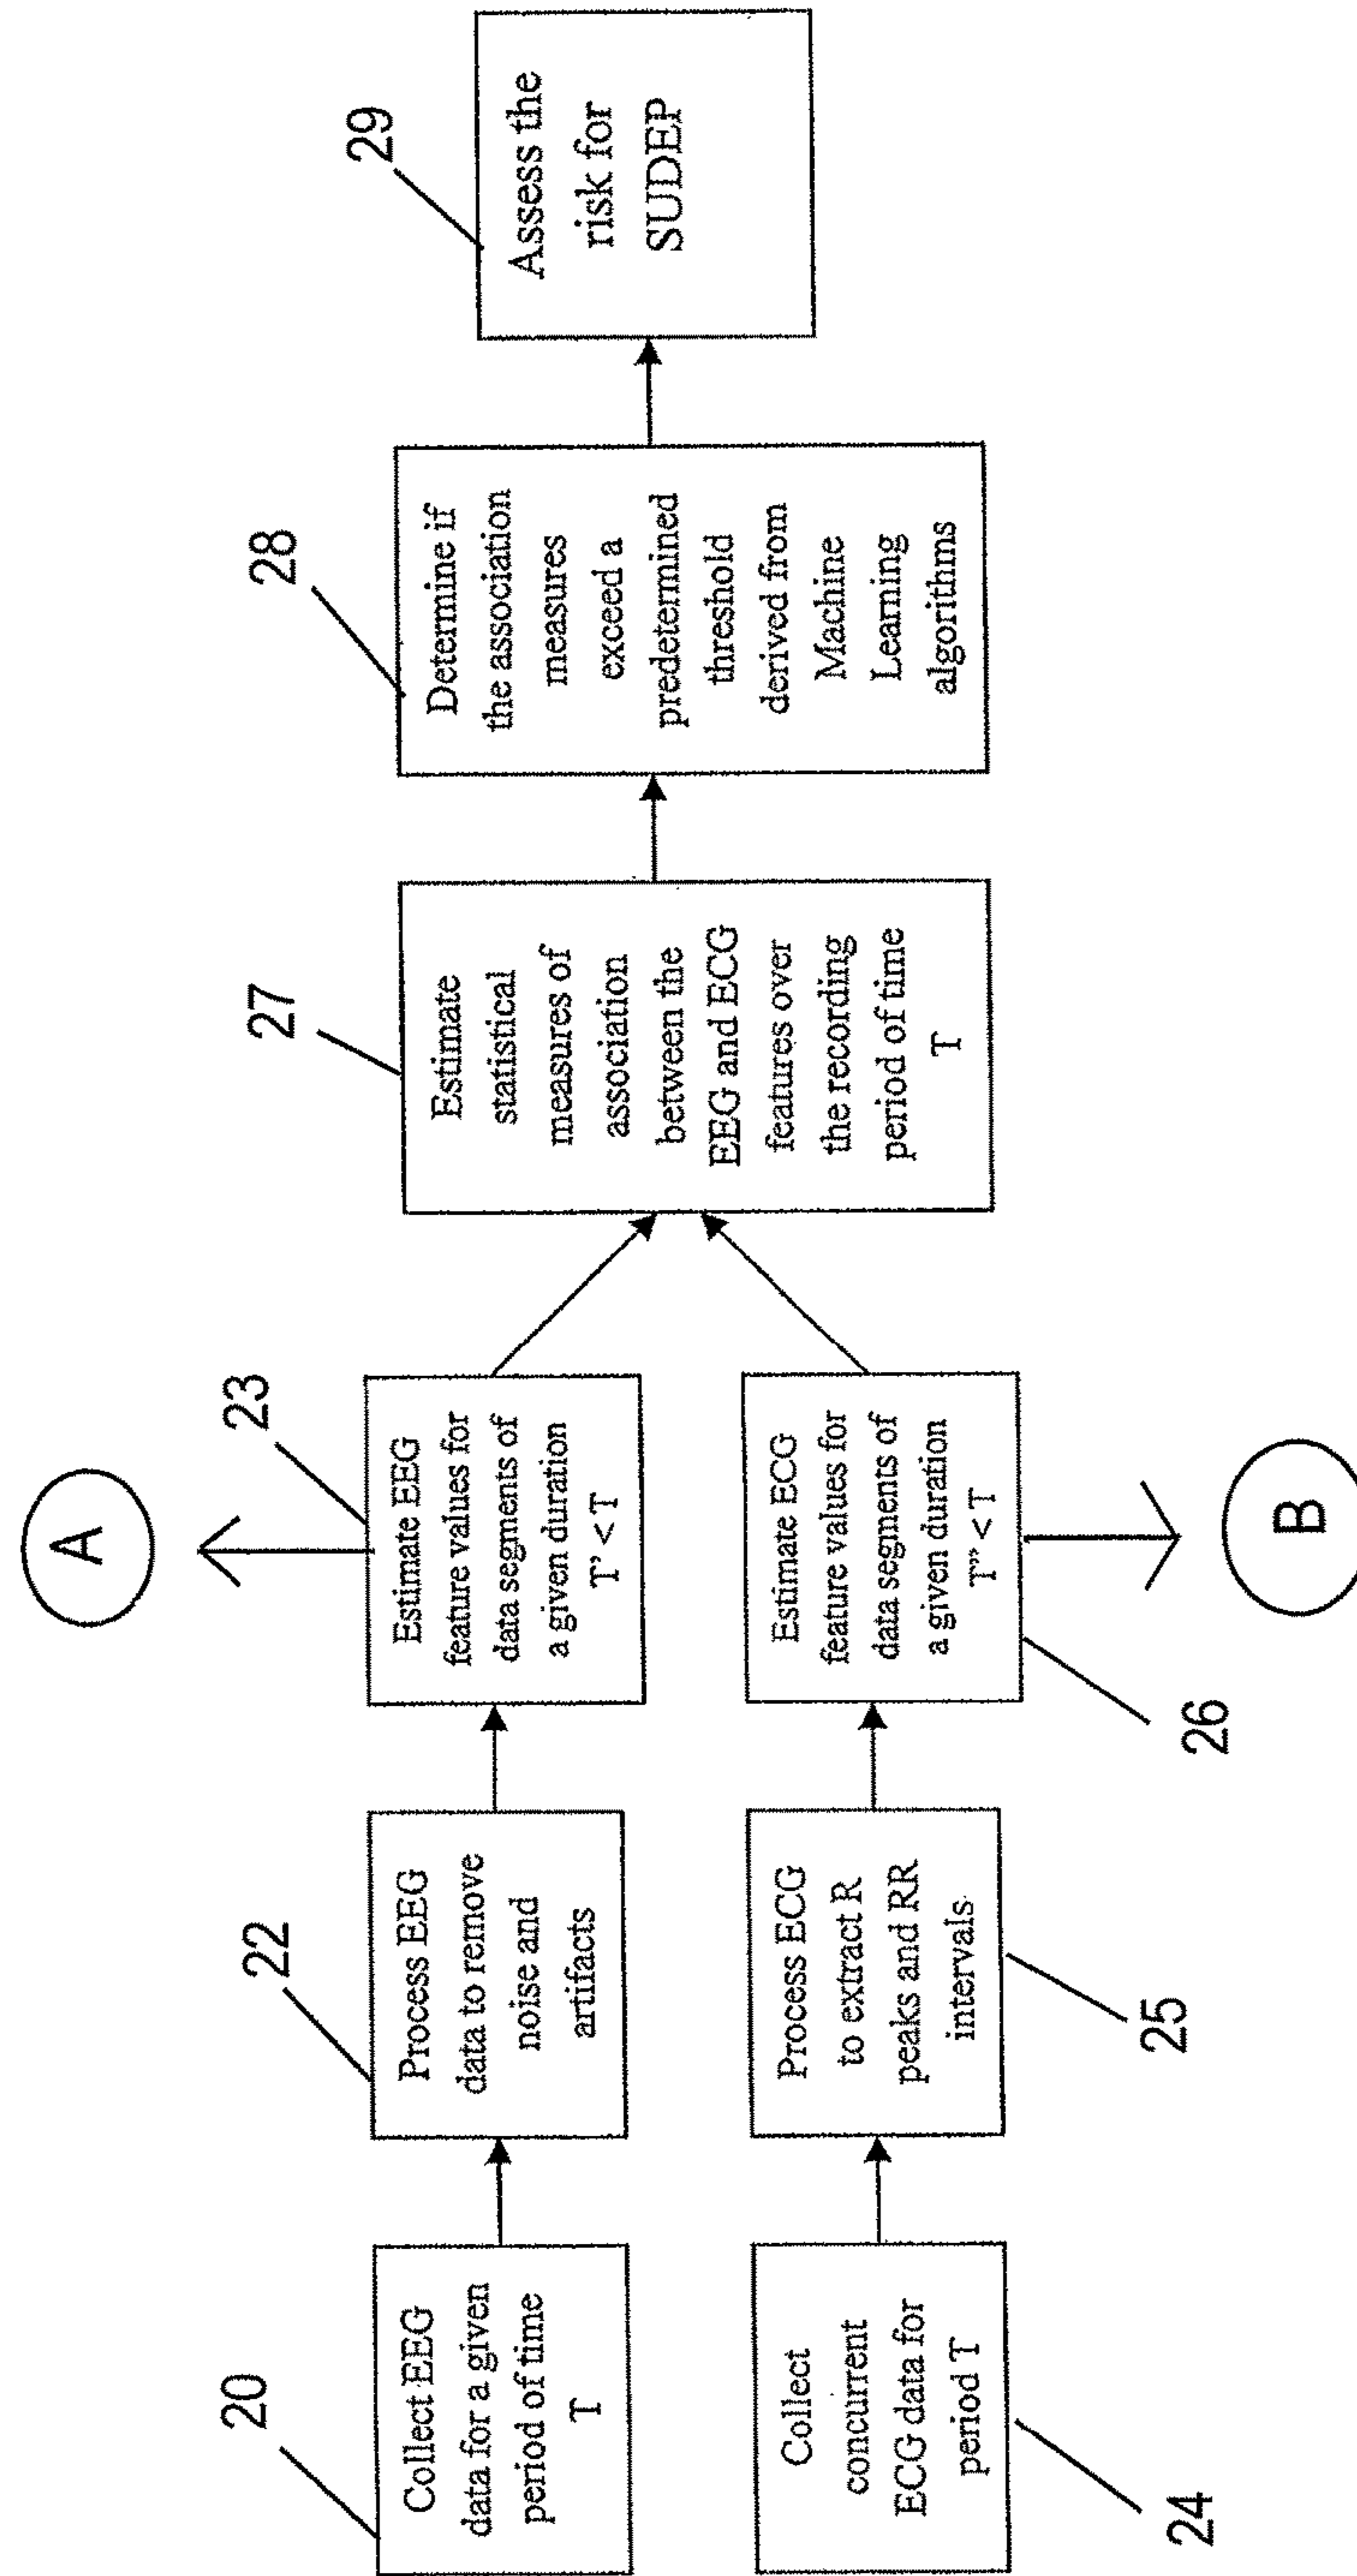 A
20
Collect EEG
data for a given
period of time
T
22
Process EEG
data to remove
noise and
artifacts
23
Estimate EEG
feature values for
data segments of
a given duration
T' < T
24
Collect
concurrent
ECG data for
period T
25
Process ECG
to extract R
peaks and RR
intervals
26
Estimate ECG
feature values for
data segments of
a given duration
T" < T
B
27
Estimate
statistical
measures of
association
between the
EEG and ECG
features over
the recording
period of time
T
28
Determine if
the association
measures
exceed a
predetermined
threshold
derived from
Machine
Learning
algorithms
29
Assess the
risk for
SUDEP